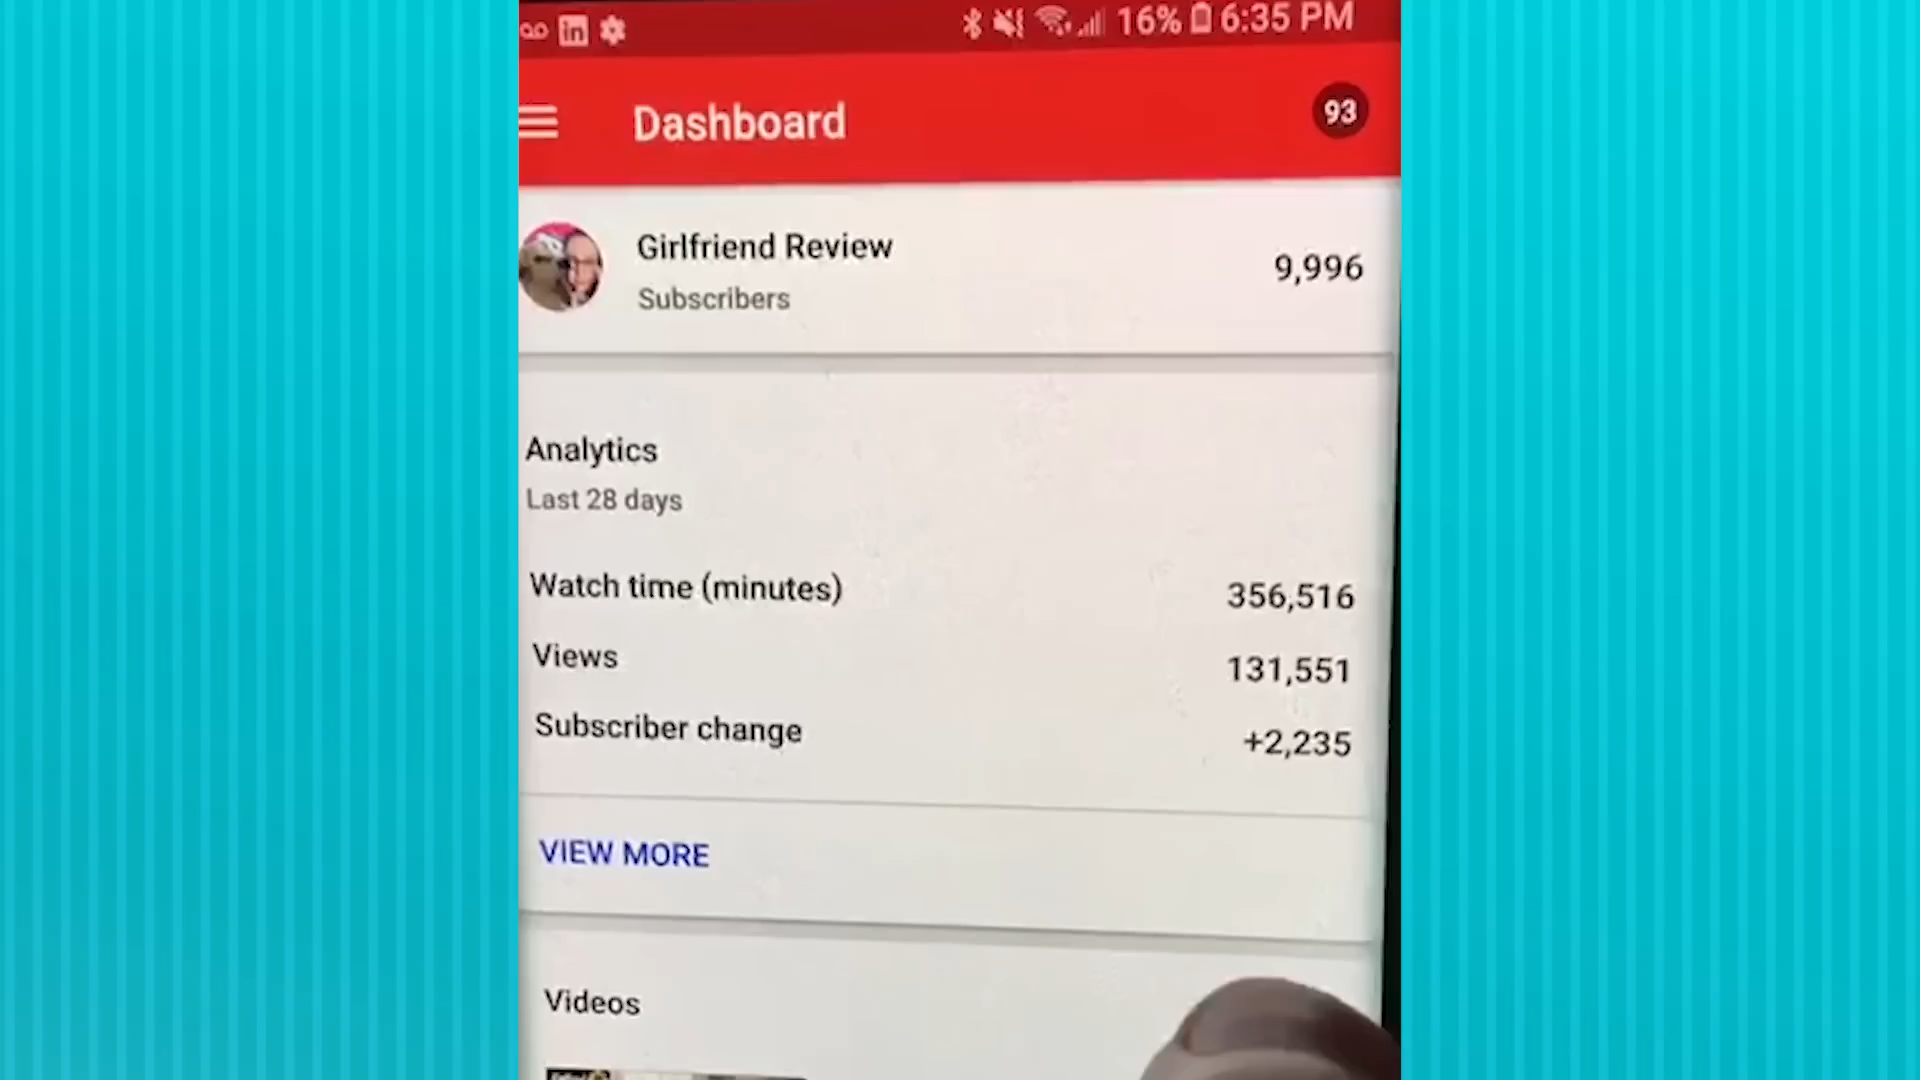 in
16% 6:35 PM
Dashboard
93
Girlfriend Review
9,996
Subscribers
Analytics
Last 28 days
Watch time (minutes)
356,516
Views
131,551
Subscriber change
+2,235
VIEW MORE
Videos